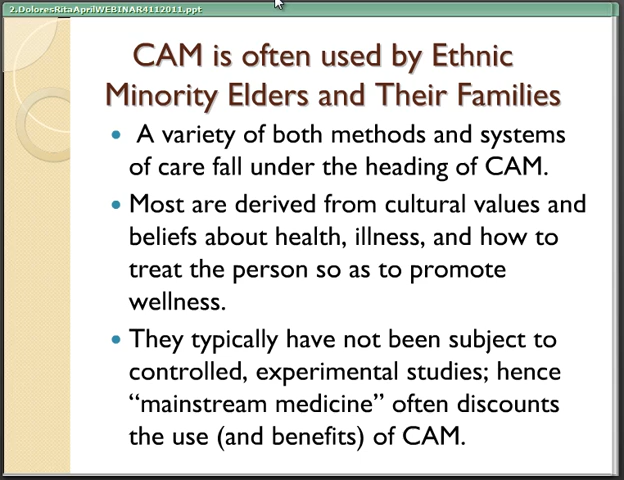 2.DoloresRitaAprilWEBINAR4112011.ppt
CAM is often used by Ethnic
Minority Elders and Their Families
• A variety of both methods and systems
of care fall under the heading of CAM.
• Most are derived from cultural values and
beliefs about health, illness, and how to
treat the person so as to promote
wellness.
• They typically have not been subject to
controlled, experimental studies; hence
“mainstream medicine” often discounts
the use (and benefits) of CAM.